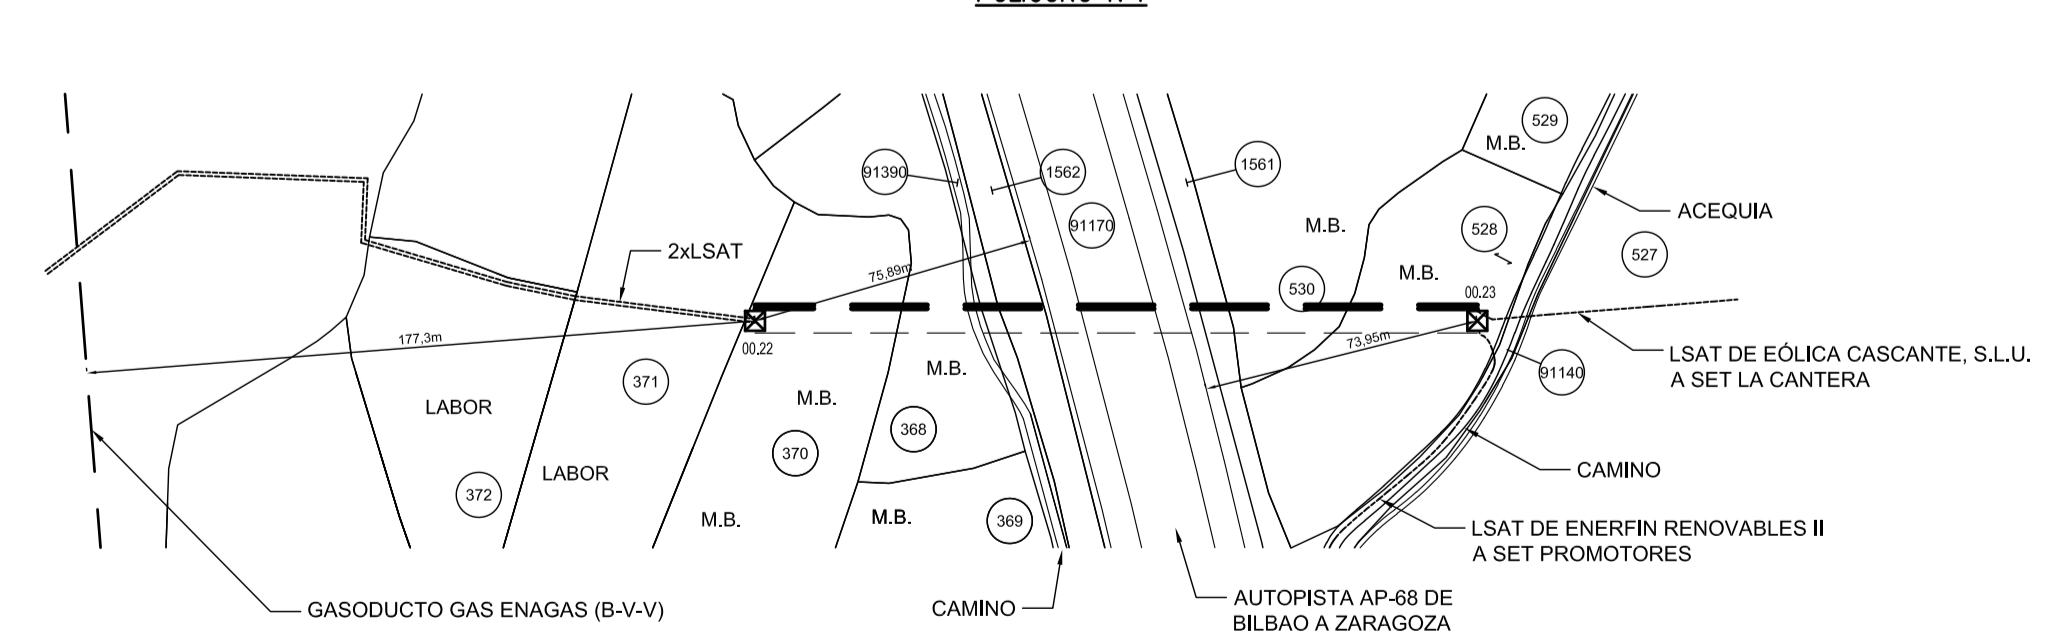 529
M.B.
91390
1562
1561
ACEQUIA
91170
M.B.
528
527
2xLSAT
75,89m
M.B.
530
00.23
177,3m
00.22
73,95m
LSAT DE EÓLICA CASCANTE, S.L.U.
A SET LA CANTERA
371
M.B.
91140
LABOR
M.B.
368
370
LABOR
CAMINO
372
M.B.
M.B.
369
LSAT DE ENERFIN RENOVABLES II
A SET PROMOTORES
GASODUCTO GAS ENAGAS (B-V-V)
CAMINO
AUTOPISTA AP-68 DE
BILBAO A ZARAGOZA